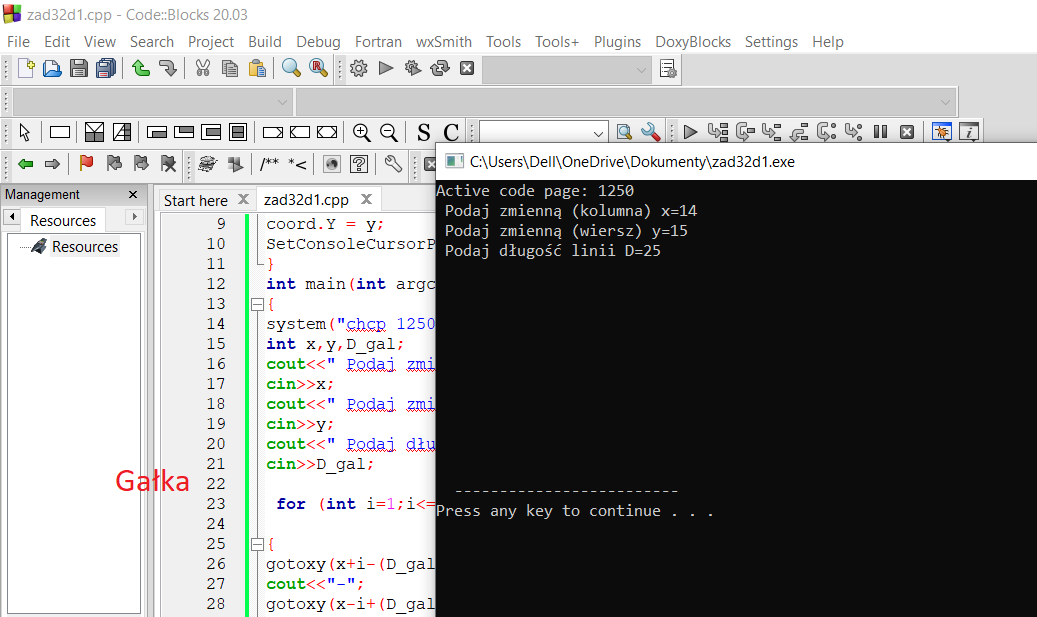 zad32d1.cpp - Code::Blocks 20.03
File Edit View Search Project Build Debug Fortran wxSmith Tools Tools+ Plugins DoxyBlocks Settings Help
S C
/** *<
Management
Resources
Resources
Start here zad32d1.cpp
9 coord.Y = y;
10 SetConsoleCursorP
11 }
12 int main(int argc
13 {
14 system("chcp 1250
15 int x,y,D_gal;
16 cout<<" Podaj zmi
17 cin>>x;
18 cout<<" Podaj zmi
19 cin>>y;
20 cout<<" Podaj dłu
21 cin>>D_gal;
22
23 for (int i=1;i<=
24
25 {
26 gotoxy(x+i-(D_gal
27 cout<<"-";
28 gotoxy(x-i+(D_gal
Gałka
C:\Users\Dell\OneDrive\Dokumenty\zad32d1.exe
Active code page: 1250
Podaj zmienną (kolumna) x=14
Podaj zmienną (wiersz) y=15
Podaj długość linii D=25
-------------------------
Press any key to continue . . .